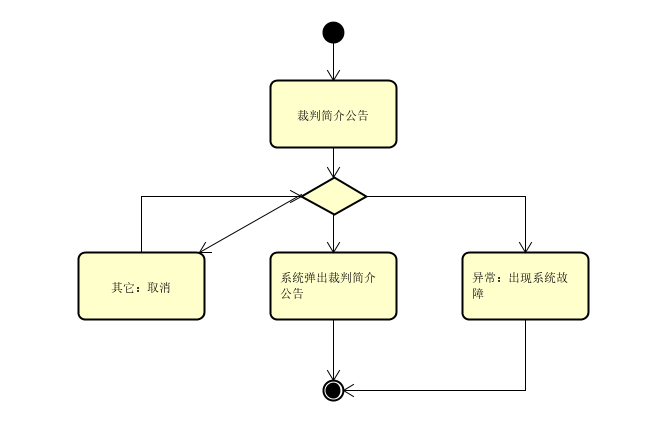 裁判简介公告
其它：取消
系统弹出裁判简介
公告
异常：出现系统故
障